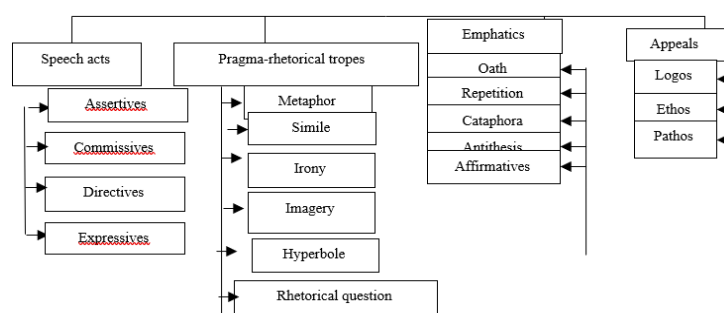 Speech acts
Assertives
Commissives
Directives
Expressives
Pragma-rhetorical tropes
Metaphor
Simile
Irony
Imagery
Hyperbole
Rhetorical question
Emphatics
Oath
Repetition
Cataphora
Antithesis
Affirmatives
Appeals
Logos
Ethos
Pathos